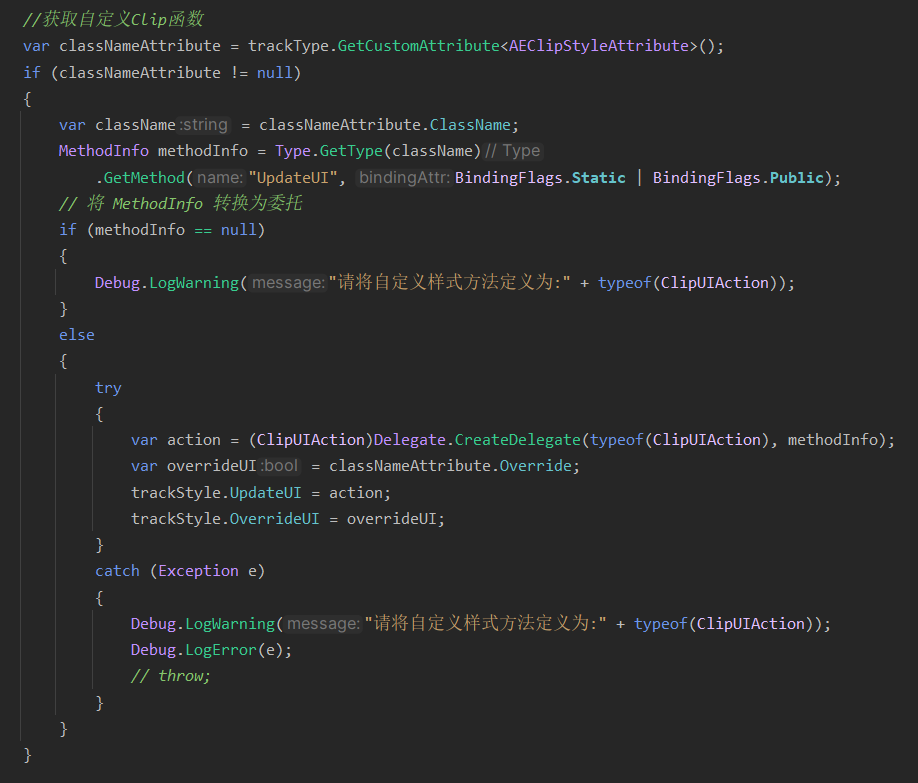 //获取自定义Clip函数
var classNameAttribute = trackType.GetCustomAttribute<AEClipStyleAttribute>();
if (classNameAttribute != null)
{
    var className:string = classNameAttribute.ClassName;
    MethodInfo methodInfo = Type.GetType(className) // Type
        .GetMethod( name: "UpdateUI", bindingAttr: BindingFlags.Static | BindingFlags.Public);
    // 将 MethodInfo 转换为委托
    if (methodInfo == null)
    {
        Debug.LogWarning( message: "请将自定义样式方法定义为:" + typeof(ClipUIAction));
    }
    else
    {
        try
        {
            var action = (ClipUIAction)Delegate.CreateDelegate(typeof(ClipUIAction), methodInfo);
            var overrideUI:bool = classNameAttribute.Override;
            trackStyle.UpdateUI = action;
            trackStyle.OverrideUI = overrideUI;
        }
        catch (Exception e)
        {
            Debug.LogWarning( message: "请将自定义样式方法定义为:" + typeof(ClipUIAction));
            Debug.LogError(e);
            // throw;
        }
    }
}